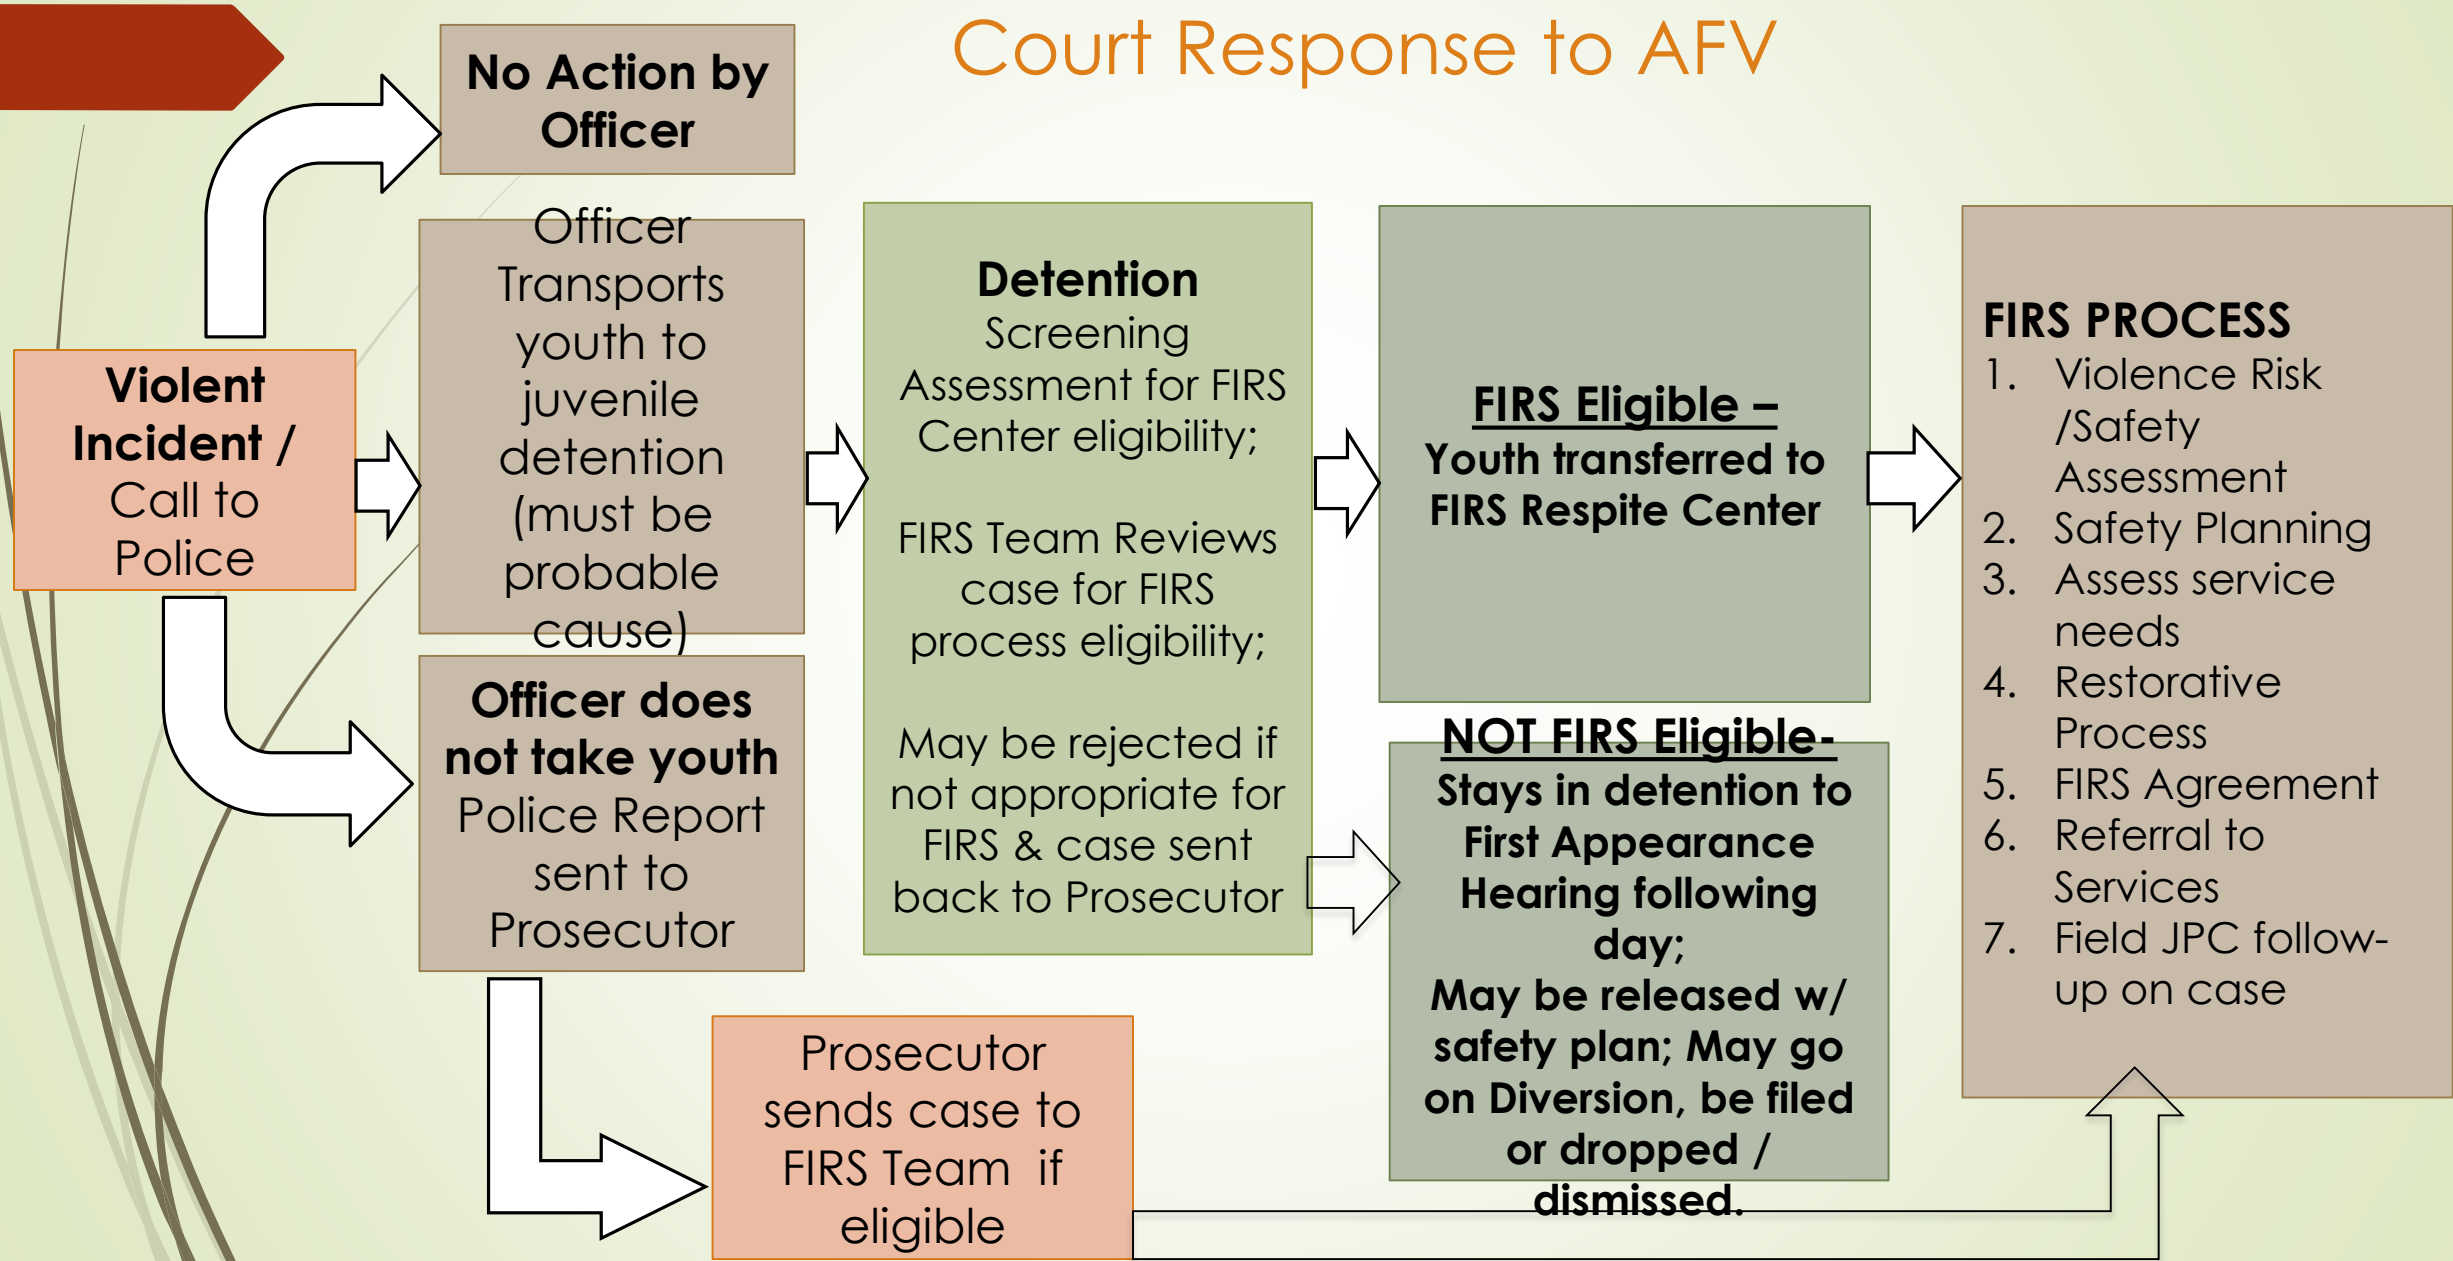 Court Response to AFV
No Action by
Officer
Violent
Incident /
Call to
Police
Officer
Transports
youth to
juvenile
detention
(must be
probable
cause)
Officer does
not take youth
Police Report
sent to
Prosecutor
Prosecutor
sends case to
FIRS Team if
eligible
Detention
Screening
Assessment for FIRS
Center eligibility;
FIRS Team Reviews
case for FIRS
process eligibility;
May be rejected if
not appropriate for
FIRS & case sent
back to Prosecutor
FIRS Eligible –
Youth transferred to
FIRS Respite Center
NOT FIRS Eligible-
Stays in detention to
First Appearance
Hearing following
day;
May be released w/
safety plan; May go
on Diversion, be filed
or dropped /
dismissed.
FIRS PROCESS
1. Violence Risk
/Safety
Assessment
2. Safety Planning
3. Assess service
needs
4. Restorative
Process
5. FIRS Agreement
6. Referral to
Services
7. Field JPC follow-
up on case